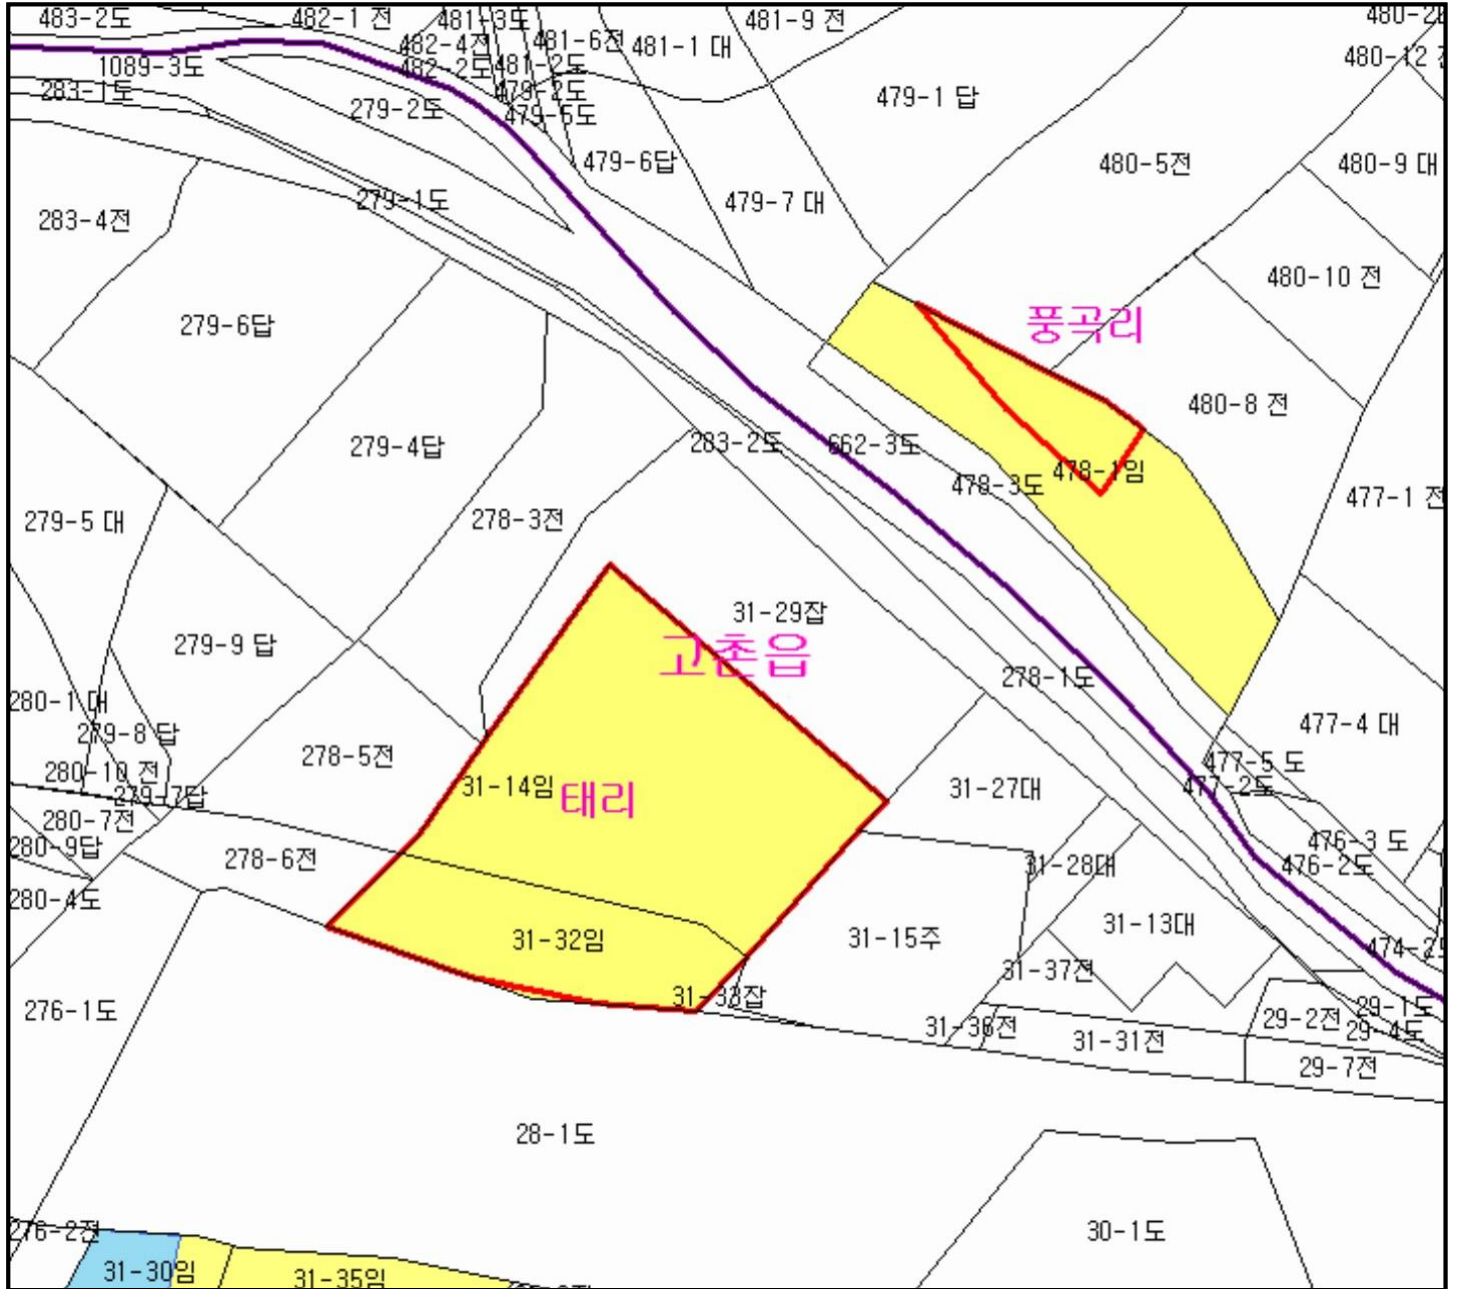 483-2도
482-1 전
481-3도
481-9 전
482-4전
481-6전
481-1 대
480-12
1089-3도
482-2도
481-2도
283-1도
479-2도
479-1 답
279-2도
479-5도
479-6답
480-5전
480-9 대
279-1도
479-7 대
283-4전
480-10 전
279-6답
풍곡리
480-8 전
279-4답
283-2도
662-3도
478-3도
478-1임
477-1 전
279-5 대
278-3전
31-29잡
279-9 답
고촌읍
278-1도
280-1 대
477-4 대
279-8 답
278-5전
477-5 도
280-10 전
31-14임
태리
31-27대
477-2도
279-7답
280-7전
476-3 도
280-9답
278-6전
31-28대
476-2도
280-4도
31-32임
31-15주
31-13대
31-37전
276-1도
31-33잡
31-36전
31-31전
29-2전
29-1도
29-4도
29-7전
28-1도
276-2전
30-1도
31-30임
31-35임